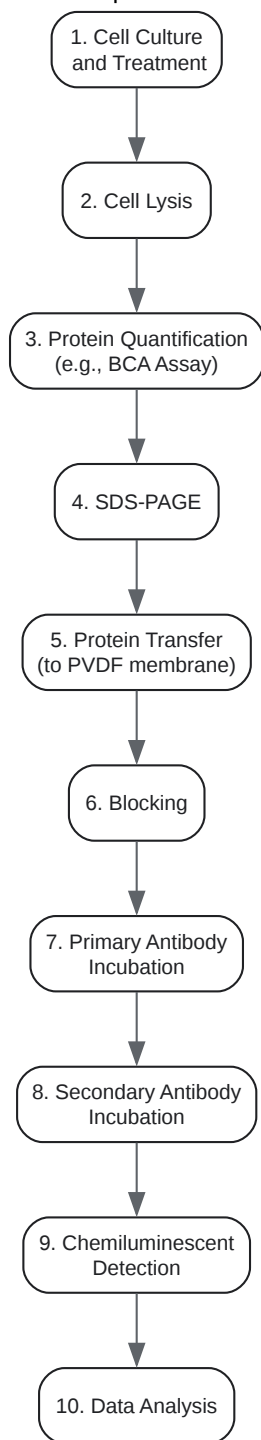 1. Cell Culture
and Treatment
2. Cell Lysis
3. Protein Quantification
(e.g., BCA Assay)
4. SDS-PAGE
5. Protein Transfer
(to PVDF membrane)
6. Blocking
7. Primary Antibody
Incubation
8. Secondary Antibody
Incubation
9. Chemiluminescent
Detection
10. Data Analysis